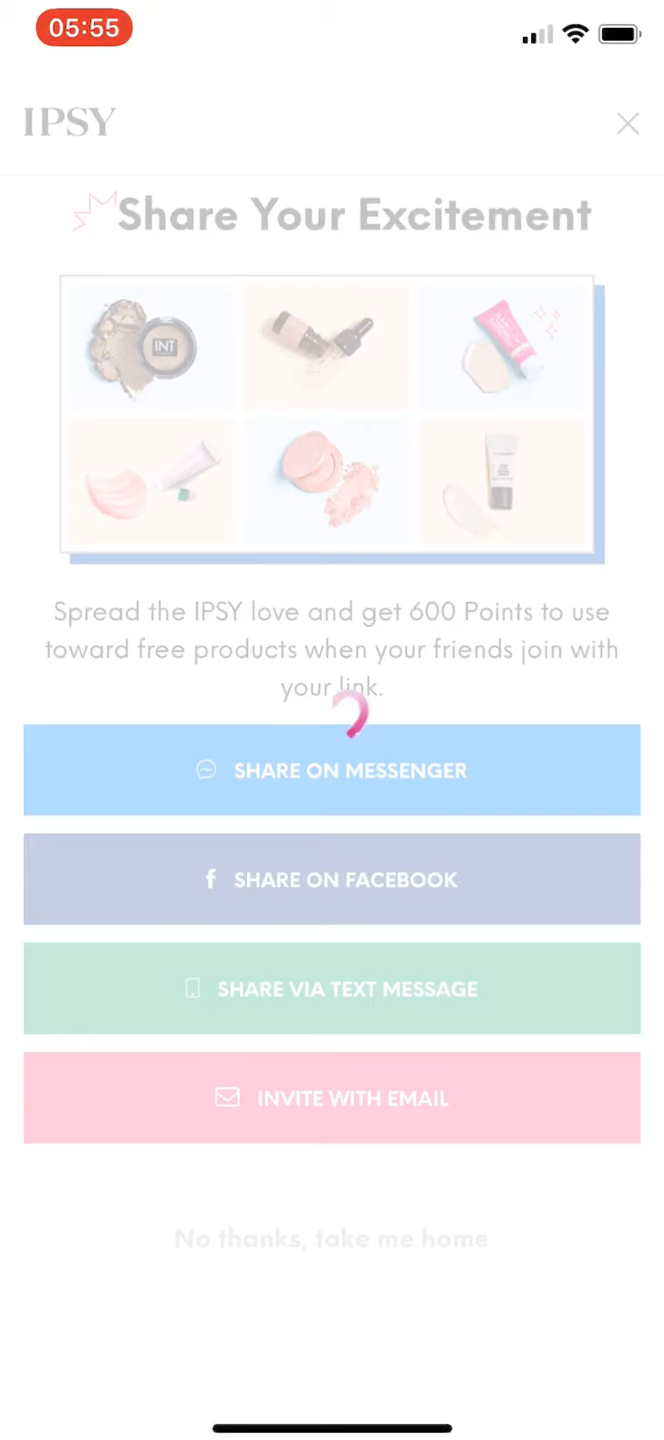 05:55
IPSY
Share Your Excitement
INT
Spread the IPSY love and get 600 Points to use
toward free products when your friends join with
your link.
SHARE ON MESSENGER
f SHARE ON FACEBOOK
SHARE VIA TEXT MESSAGE
INVITE WITH EMAIL
No thanks, take me home